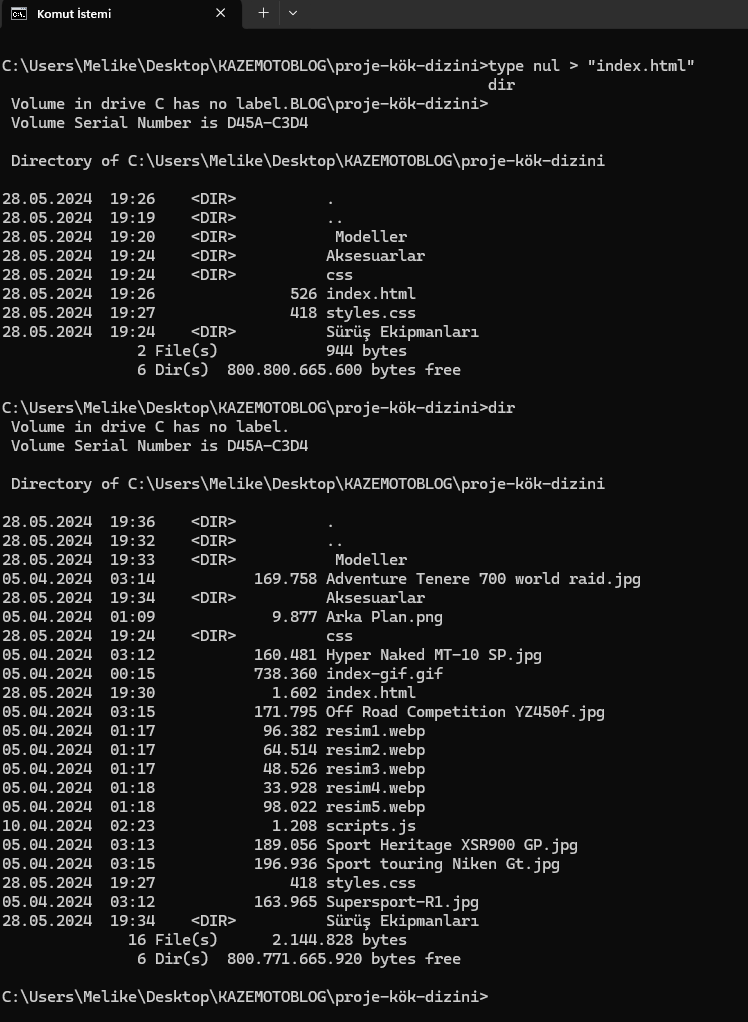 Komut İstemi
C:\Users\Melike\Desktop\KAZEMOTOBLOG\proje-kök-dizini>type nul > "index.html"
dir
 Volume in drive C has no label.BLOG\proje-kök-dizini>
 Volume Serial Number is D45A-C3D4
 Directory of C:\Users\Melike\Desktop\KAZEMOTOBLOG\proje-kök-dizini
28.05.2024  19:26    <DIR>          .
28.05.2024  19:19    <DIR>          ..
28.05.2024  19:20    <DIR>           Modeller
28.05.2024  19:24    <DIR>          Aksesuarlar
28.05.2024  19:24    <DIR>          css
28.05.2024  19:26               526 index.html
28.05.2024  19:27               418 styles.css
28.05.2024  19:24    <DIR>          Sürüş Ekipmanları
               2 File(s)            944 bytes
               6 Dir(s)  800.800.665.600 bytes free
C:\Users\Melike\Desktop\KAZEMOTOBLOG\proje-kök-dizini>dir
 Volume in drive C has no label.
 Volume Serial Number is D45A-C3D4
 Directory of C:\Users\Melike\Desktop\KAZEMOTOBLOG\proje-kök-dizini
28.05.2024  19:36    <DIR>          .
28.05.2024  19:32    <DIR>          ..
28.05.2024  19:33    <DIR>           Modeller
05.04.2024  03:14           169.758 Adventure Tenere 700 world raid.jpg
28.05.2024  19:34    <DIR>          Aksesuarlar
05.04.2024  01:09             9.877 Arka Plan.png
28.05.2024  19:24    <DIR>          css
05.04.2024  03:12           160.481 Hyper Naked MT-10 SP.jpg
05.04.2024  00:15           738.360 index-gif.gif
28.05.2024  19:30             1.602 index.html
05.04.2024  03:15           171.795 Off Road Competition YZ450f.jpg
05.04.2024  01:17            96.382 resim1.webp
05.04.2024  01:17            64.514 resim2.webp
05.04.2024  01:17            48.526 resim3.webp
05.04.2024  01:18            33.928 resim4.webp
05.04.2024  01:18            98.022 resim5.webp
10.04.2024  02:23             1.208 scripts.js
05.04.2024  03:13           189.056 Sport Heritage XSR900 GP.jpg
05.04.2024  03:15           196.936 Sport touring Niken Gt.jpg
28.05.2024  19:27               418 styles.css
05.04.2024  03:12           163.965 Supersport-R1.jpg
28.05.2024  19:34    <DIR>          Sürüş Ekipmanları
              16 File(s)      2.144.828 bytes
               6 Dir(s)  800.771.665.920 bytes free
C:\Users\Melike\Desktop\KAZEMOTOBLOG\proje-kök-dizini>